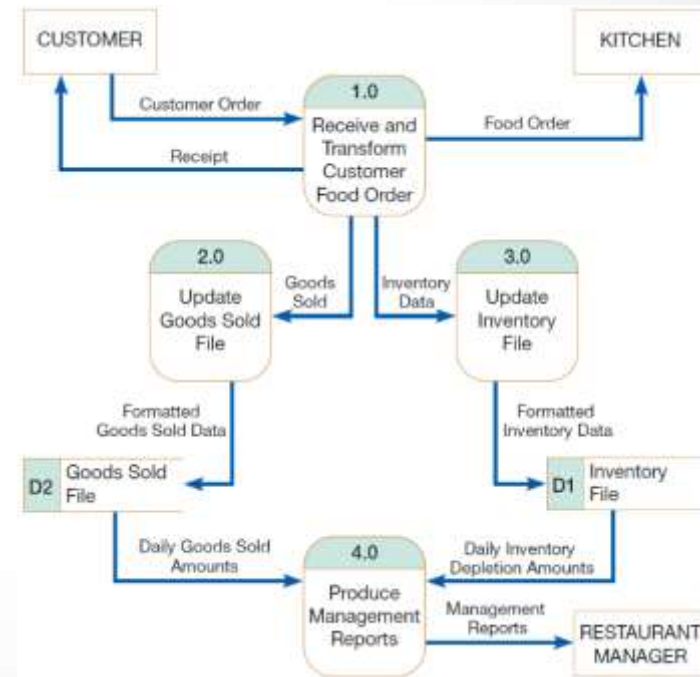 CUSTOMER
KITCHEN
1.0
Customer Order
Receive and
Transform
Customer
Food Order
Food Order
Receipt
2.0
Update
Goods Sold
File
Goods
Sold
Inventory
Data
3.0
Update
Inventory
File
Formatted
Goods Sold Data
Formatted
Inventory Data
D2
Goods Sold
File
D1
Inventory
File
Daily Goods Sold
Amounts
4.0
Produce
Management
Reports
Daily Inventory
Depletion Amounts
Management
Reports
RESTAURANT
MANAGER